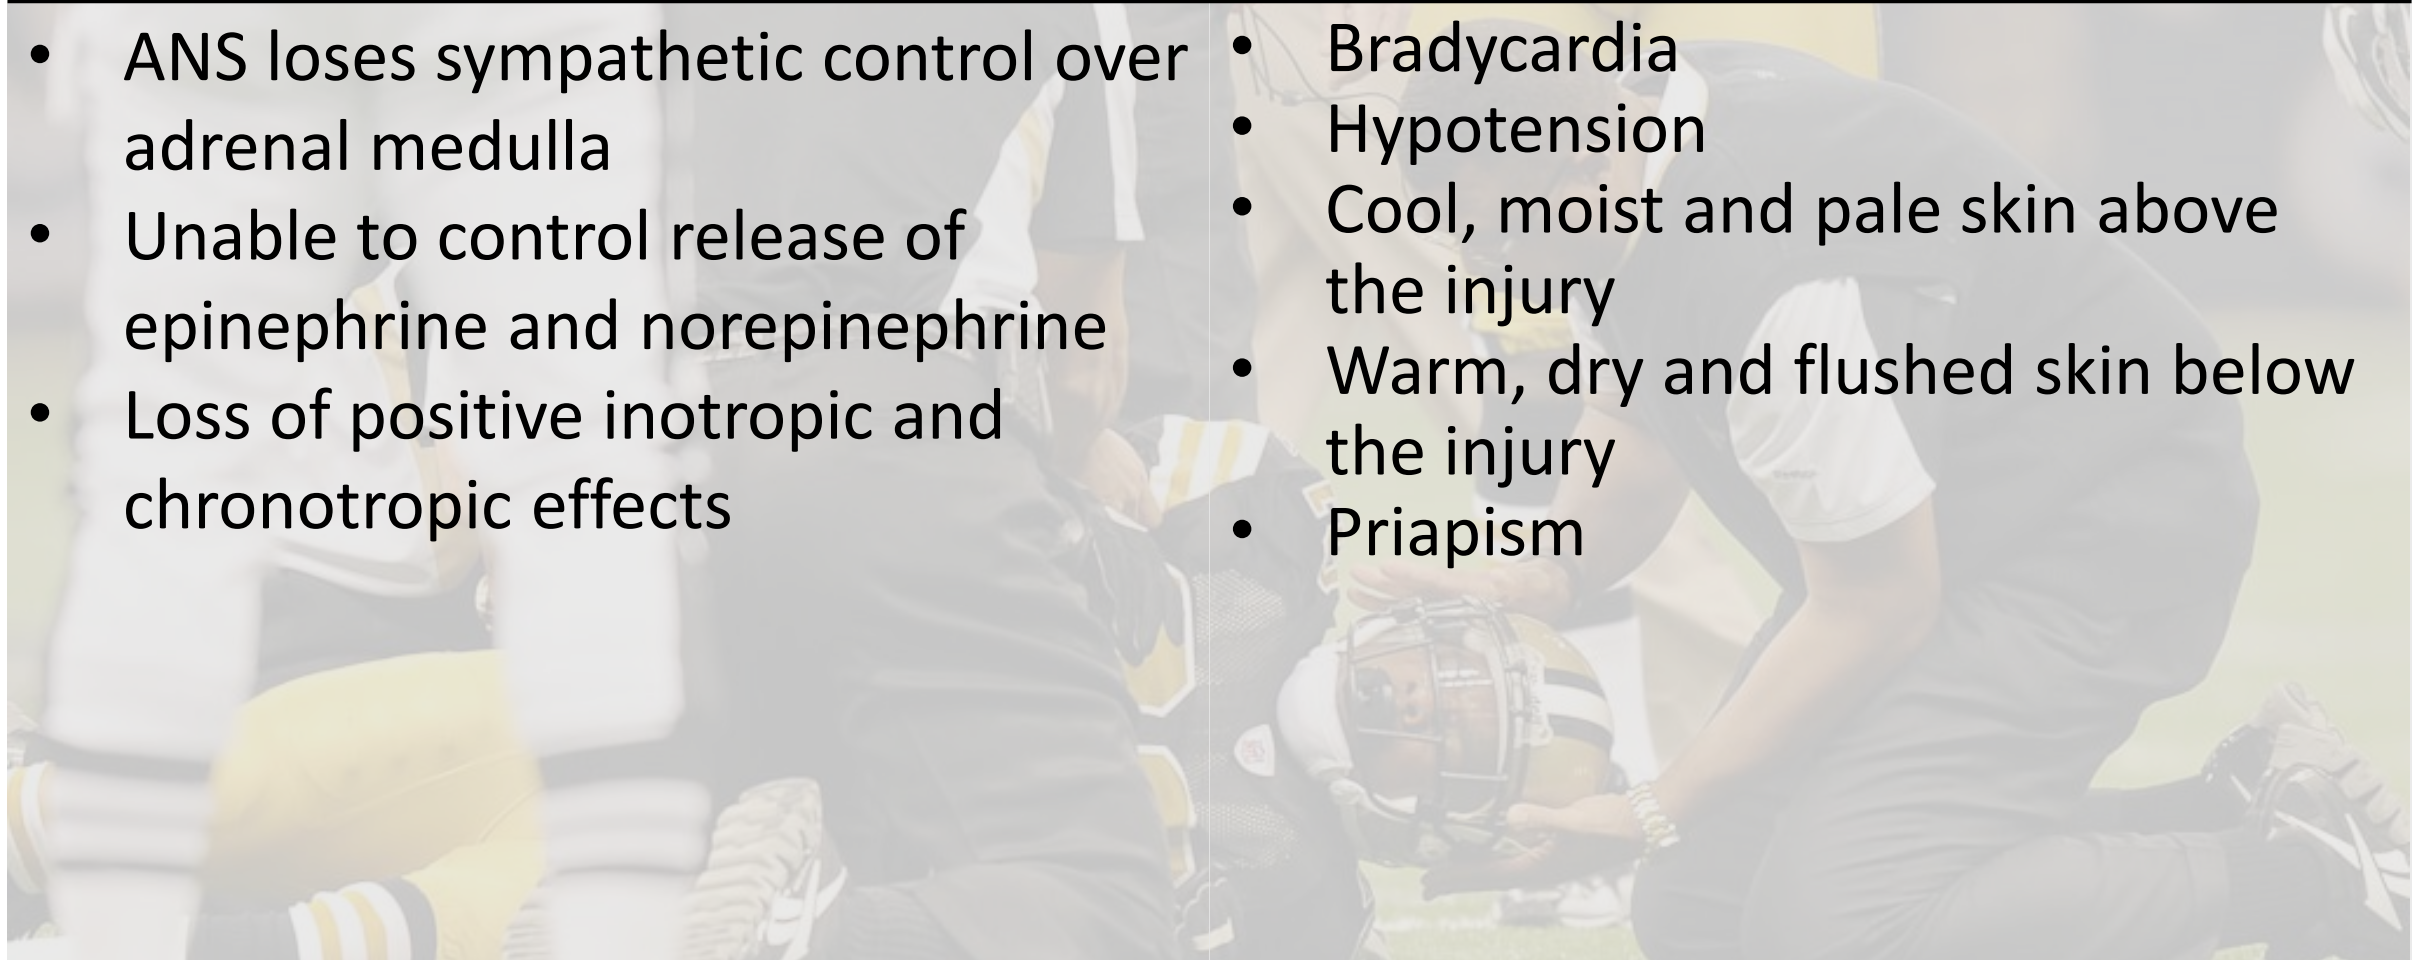 • ANS loses sympathetic control over
adrenal medulla
• Unable to control release of
epinephrine and norepinephrine
• Loss of positive inotropic and
chronotropic effects
• Bradycardia
• Hypotension
• Cool, moist and pale skin above
the injury
• Warm, dry and flushed skin below
the injury
• Priapism